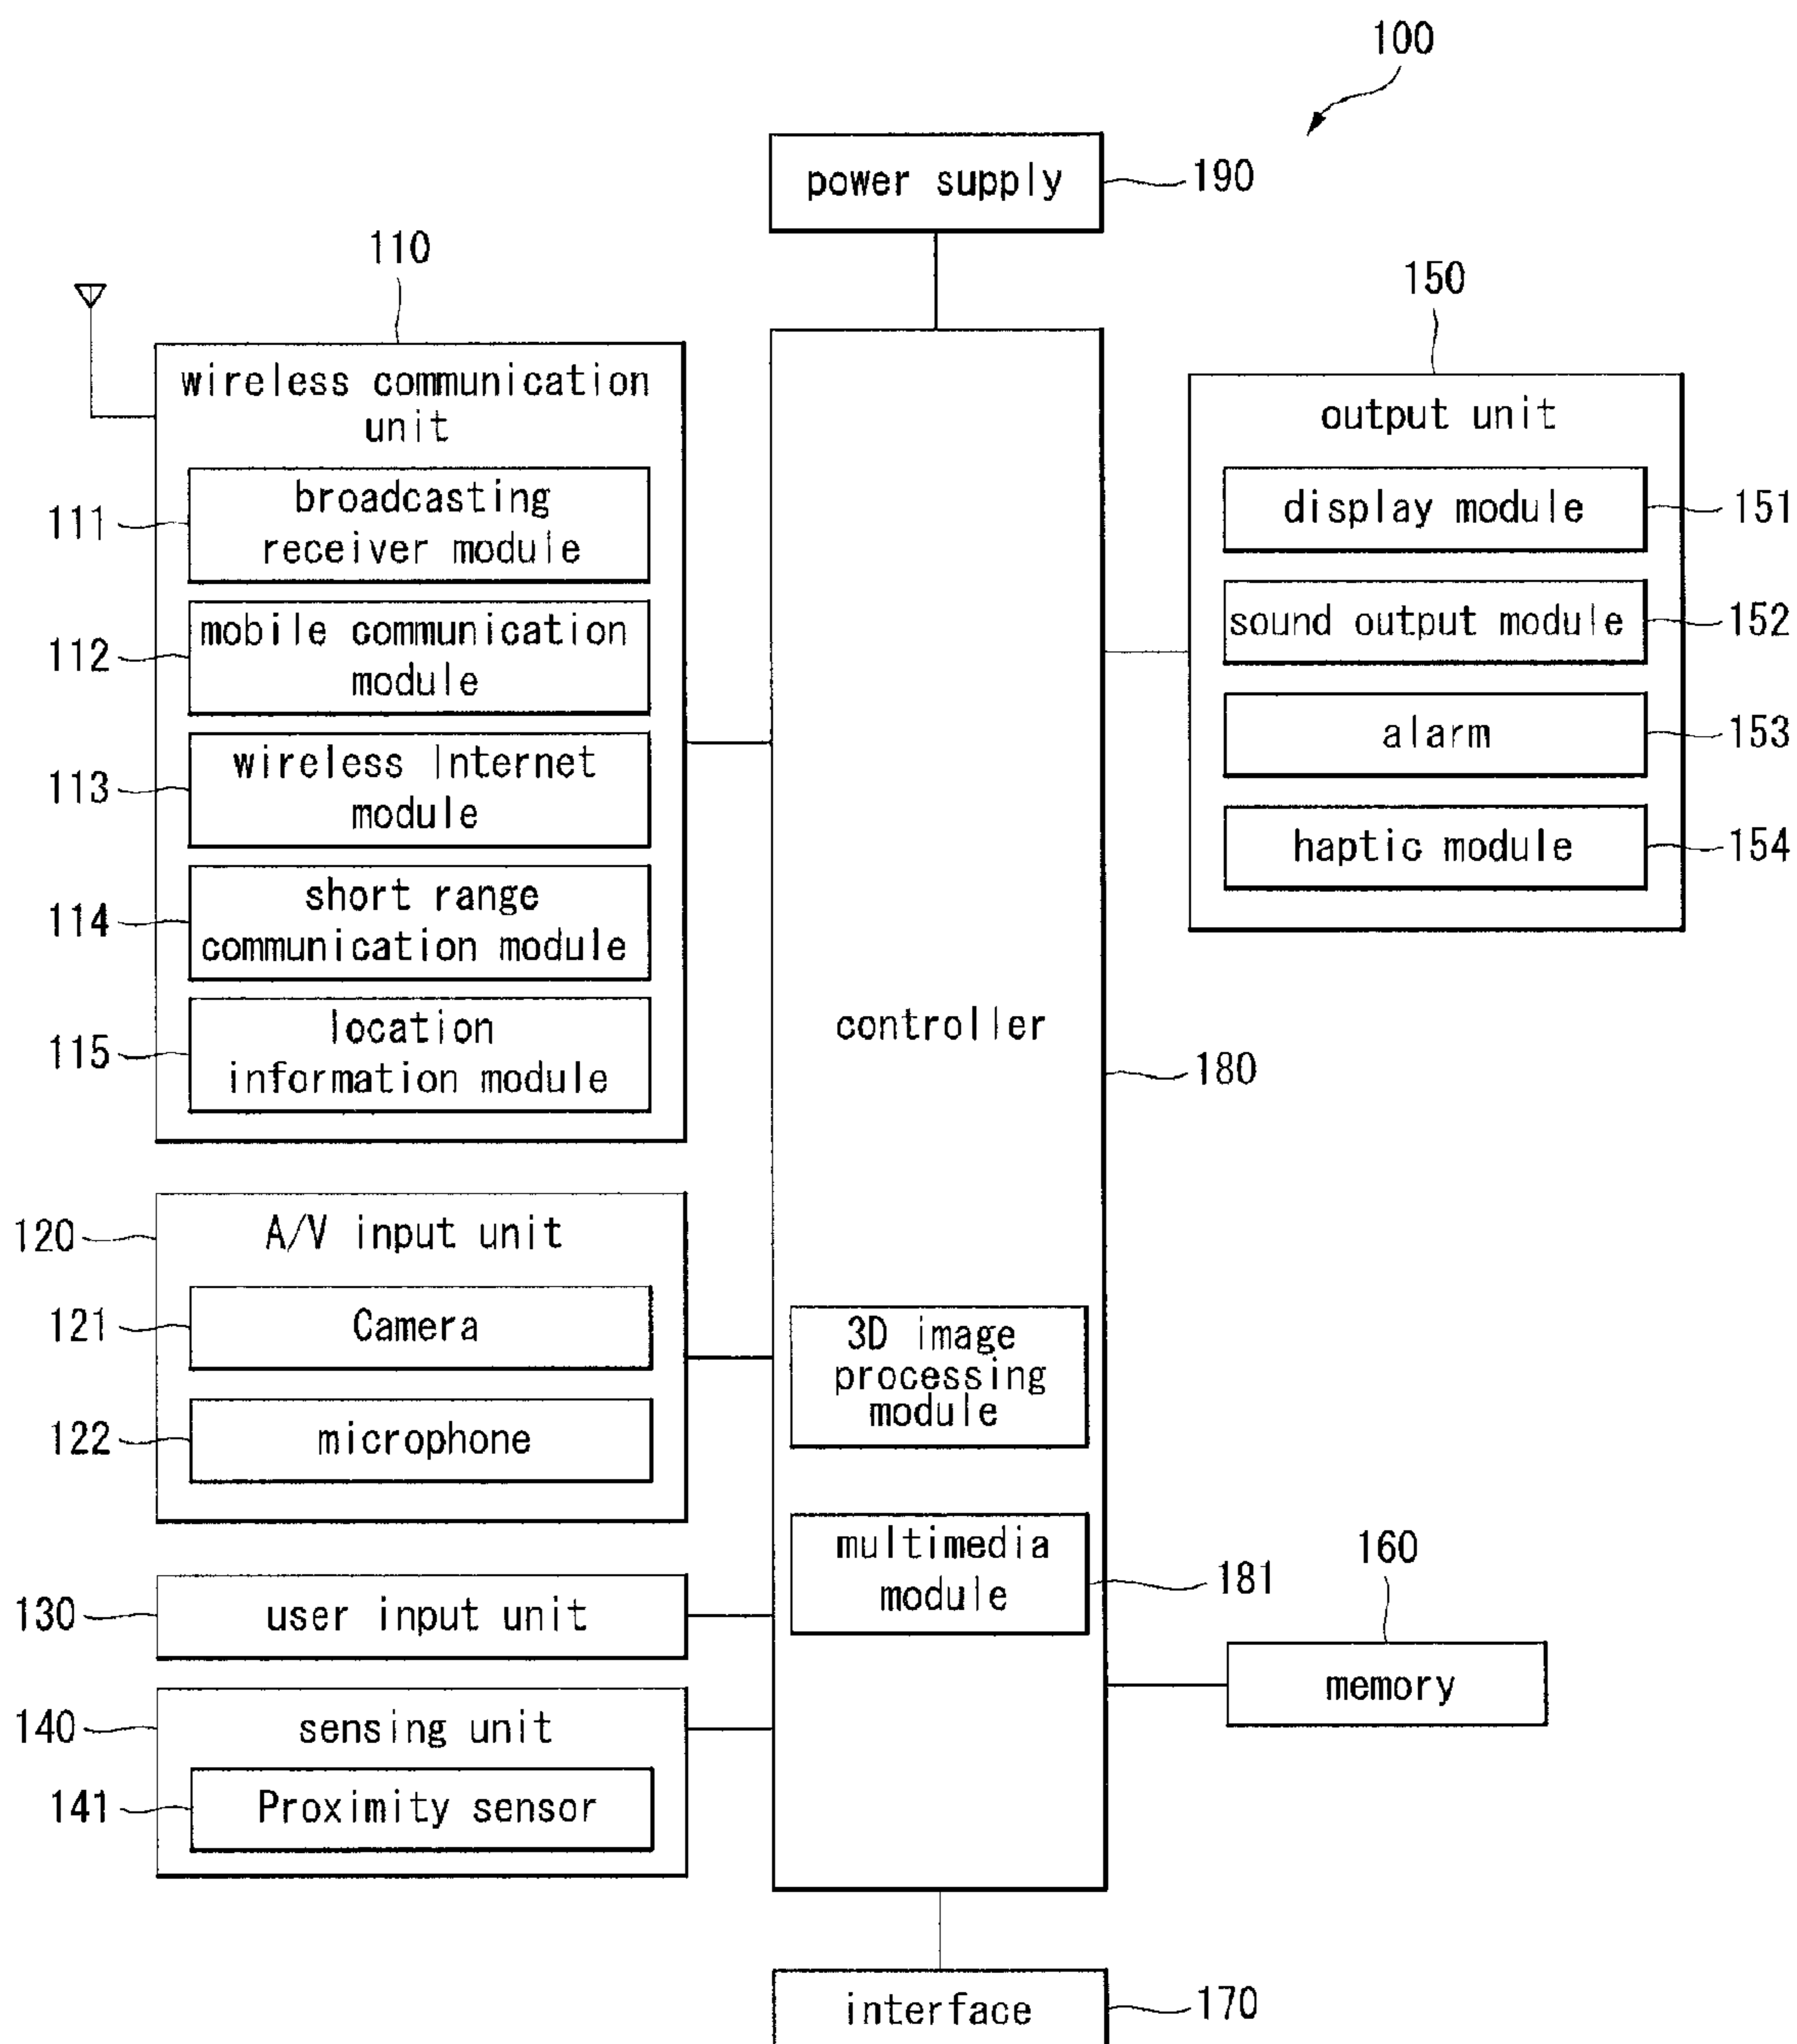 100
power supply
190
110
wireless communication
unit
111
broadcasting
receiver module
112
mobile communication
module
113
wireless Internet
module
114
short range
communication module
115
location
information module
150
output unit
display module
151
sound output module
152
alarm
153
haptic module
154
controller
180
120
A/V input unit
121
Camera
122
microphone
3D image
processing
module
multimedia
module
181
130
user input unit
140
sensing unit
141
Proximity sensor
160
memory
interface
170